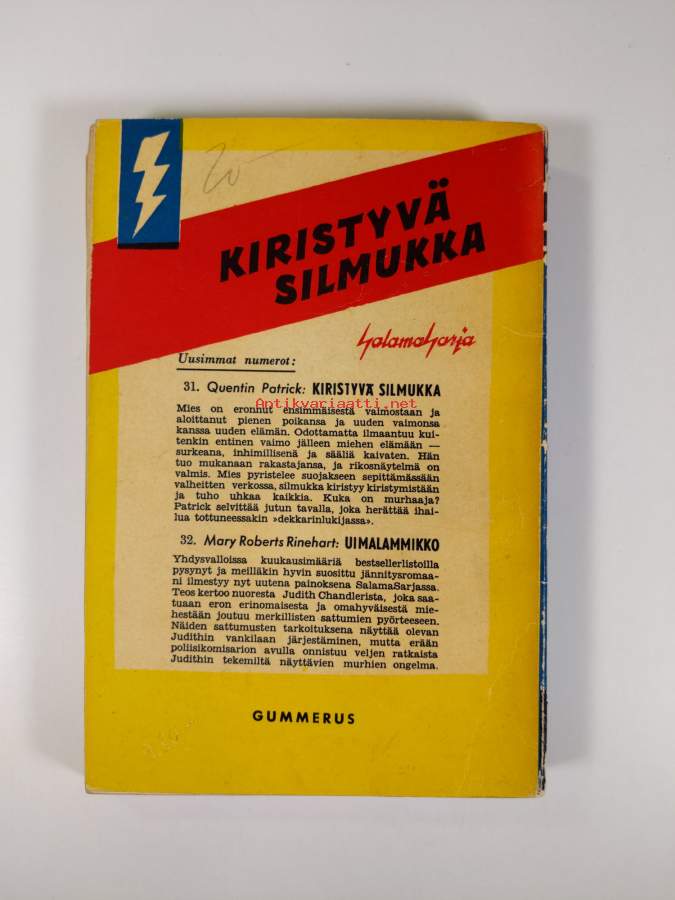 20
KIRISTYVÄ
SILMUKKA
SalamaSarja
Uusimmat numerot:
31. Quentin Patrick: KIRISTYVÄ SILMUKKA
Antikvariaatti.net
Mies on eronnut ensimmäisestä vaimostaan ja
aloittanut pienen poikansa ja uuden vaimonsa
kanssa uuden elämän. Odottamatta ilmaantuu kui-
tenkin entinen vaimo jälleen miehen elämään —
surkeana, inhimillisenä ja sääliä kaivaten. Hän
tuo mukanaan rakastajansa, ja rikosnäytelmä on
valmis. Mies pyristelee suojakseen sepittämässään
valheitten verkossa, silmukka kiristyy kiristymistään
ja tuho uhkaa kaikkia. Kuka on murhaaja?
Patrick selvittää jutun tavalla, joka herättää ihai-
lua tottuneessakin »dekkarinlukijassa».
32. Mary Roberts Rinehart: UIMALAMMIKKO
Yhdysvalloissa kuukausimääriä bestsellerlistoilla
pysynyt ja meilläkin hyvin suosittu jännitysromaa-
ni ilmestyy nyt uutena painoksena SalamaSarjassa.
Teos kertoo nuoresta Judith Chandlerista, joka saa-
tuaan eron erinomaisesta ja omahyväisestä mie-
hestään joutuu merkillisten sattumien pyörteeseen.
Näiden sattumusten tarkoituksena näyttää olevan
Judithin vankilaan järjestäminen, mutta erään
poliisikomisarion avulla onnistuu veljen ratkaista
Judithin tekemiltä näyttävien murhien ongelma.
GUMMERUS